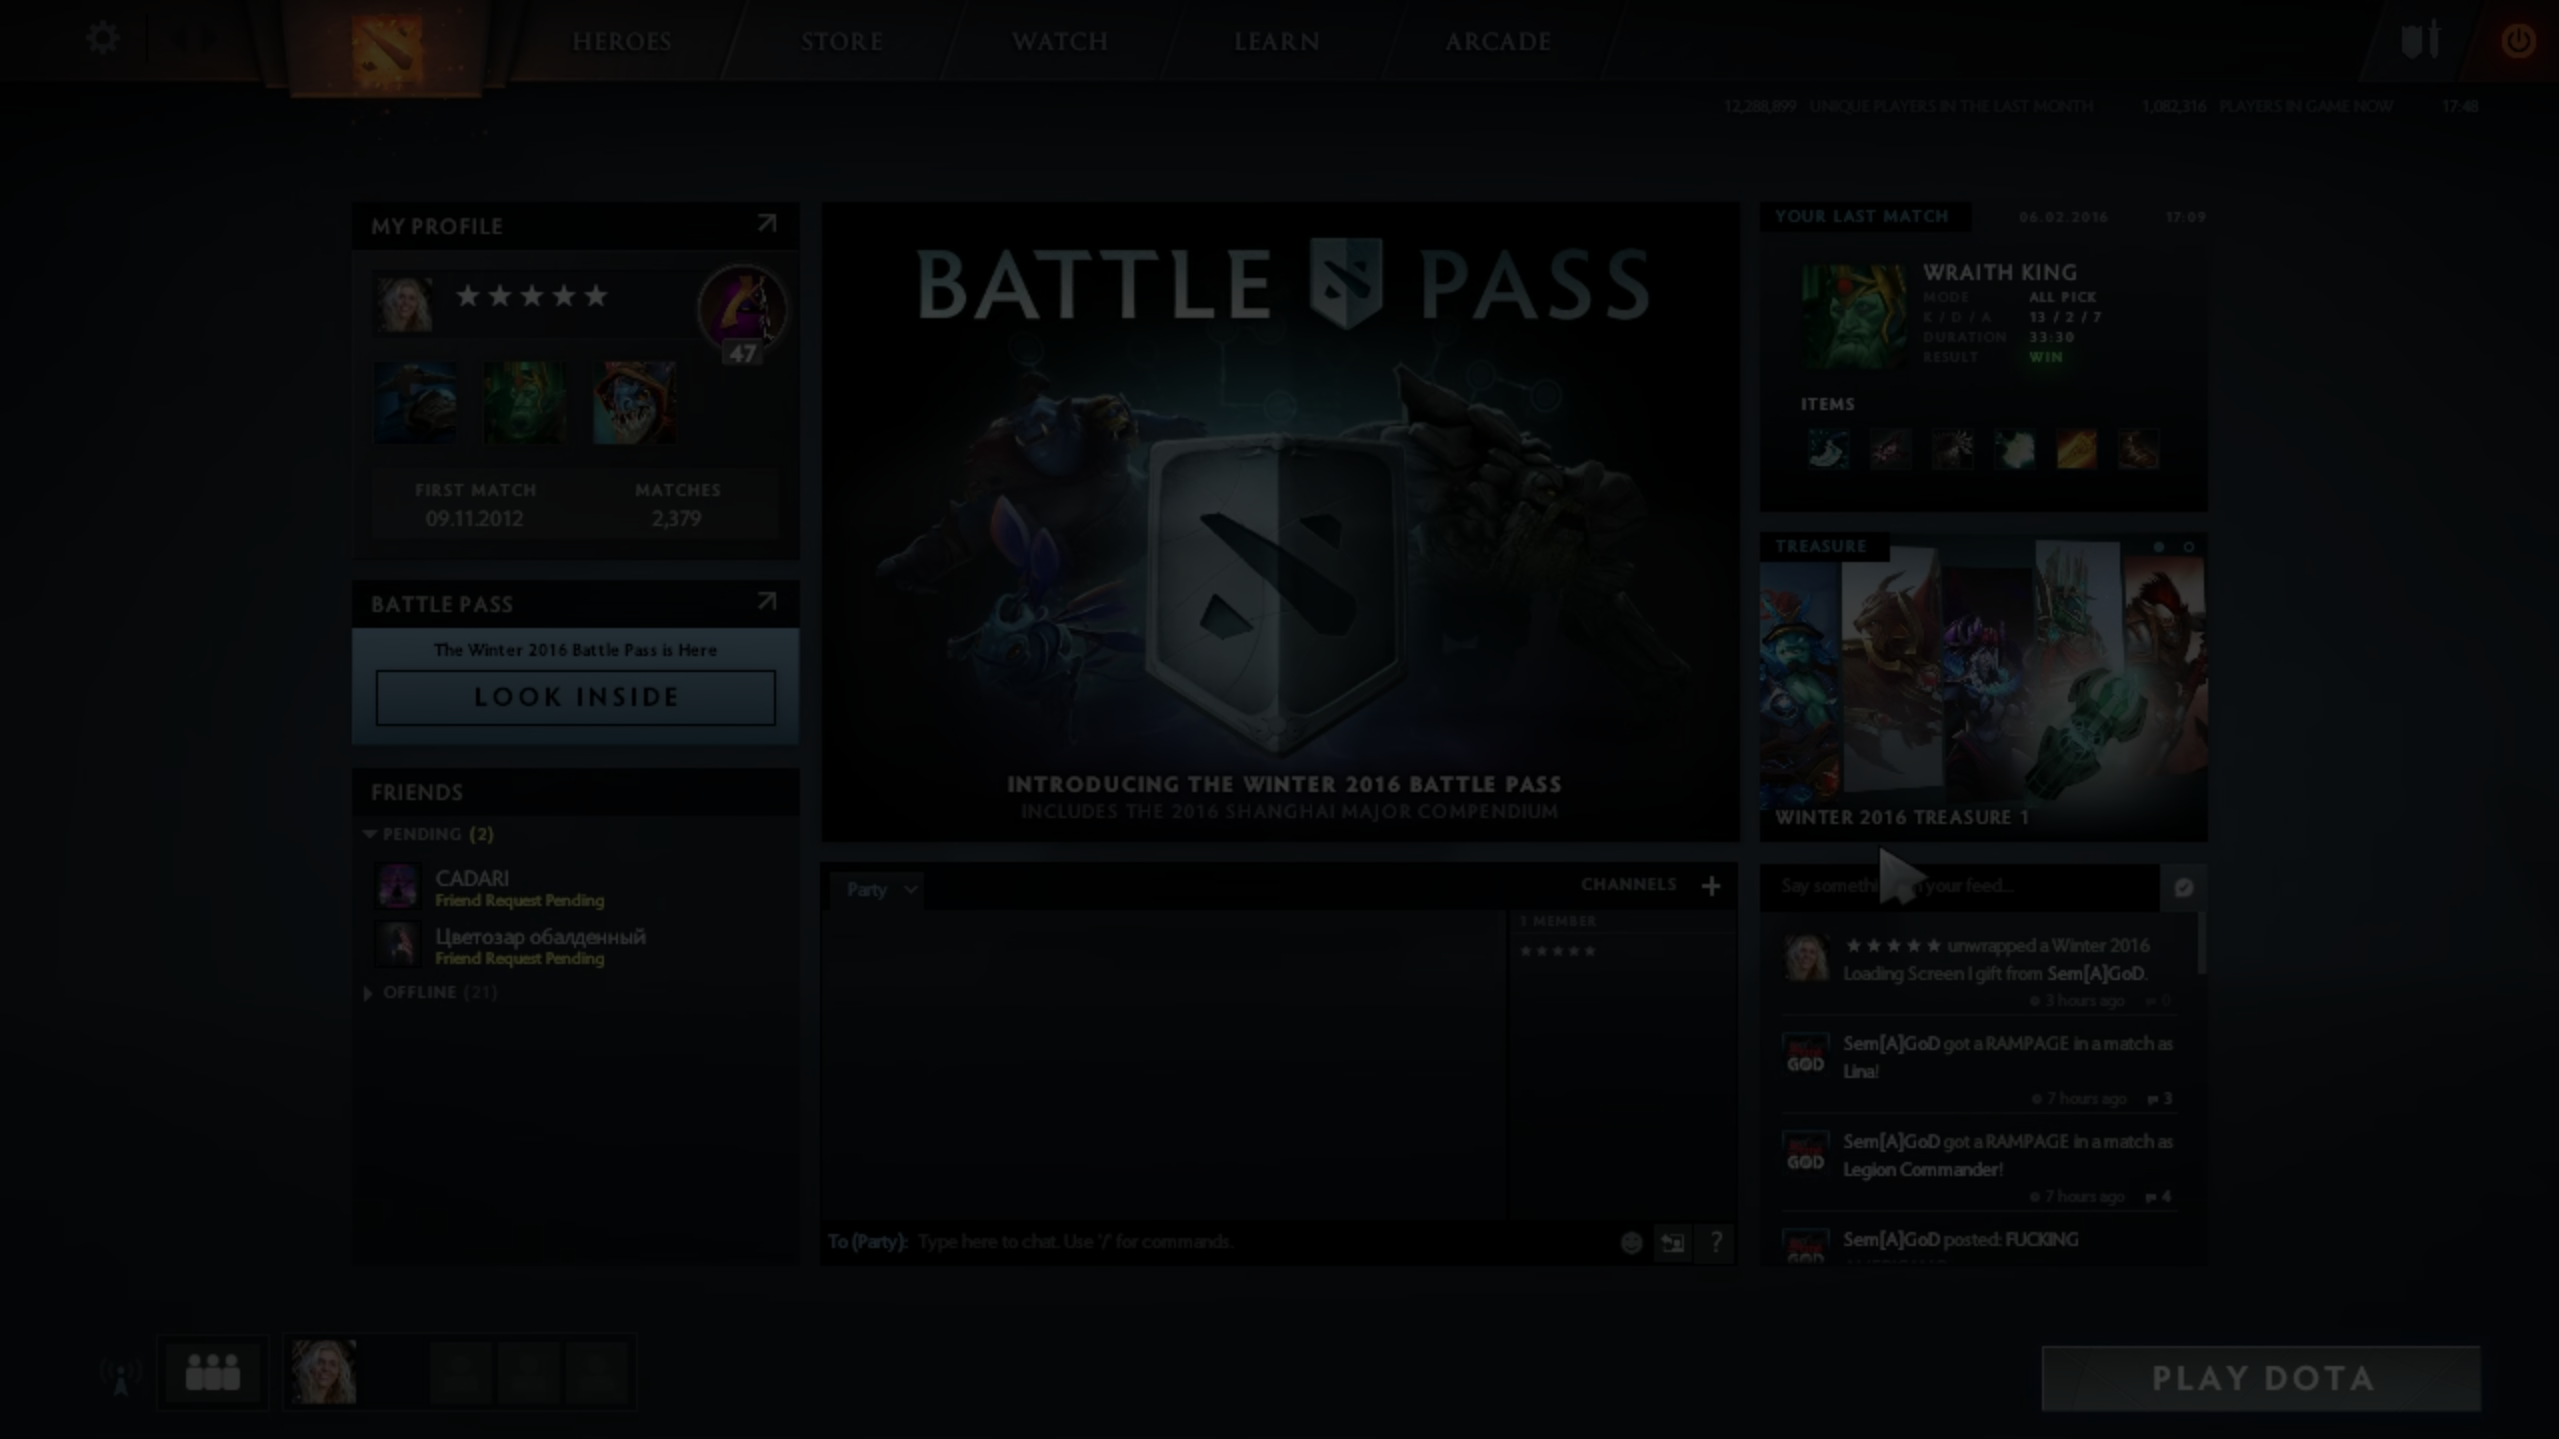 HEROES STORE WATCH LEARN ARCADE
12,288,899 UNIQUE PLAYERS IN THE LAST MONTH 1,082,316 PLAYERS IN GAME NOW 17:48
MY PROFILE
★★★★★
47
FIRST MATCH MATCHES
09.11.2012 2,379
BATTLE PASS
The Winter 2016 Battle Pass is Here
LOOK INSIDE
FRIENDS
PENDING (2)
CADARI
Friend Request Pending
Цветозар обалденный
Friend Request Pending
OFFLINE (21)
BATTLE PASS
INTRODUCING THE WINTER 2016 BATTLE PASS
INCLUDES THE 2016 SHANGHAI MAJOR COMPENDIUM
Party
CHANNELS +
1 MEMBER
★★★★★
To (Party): Type here to chat. Use '/' for commands.
?
YOUR LAST MATCH 06.02.2016 17:09
WRAITH KING
MODE ALL PICK
K / D / A 13 / 2 / 7
DURATION 33:30
RESULT WIN
ITEMS
TREASURE
WINTER 2016 TREASURE 1
Say somethi your feed...
★★★★★ unwrapped a Winter 2016
Loading Screen I gift from Sem[A]GoD.
3 hours ago 0
GOD
Sem[A]GoD got a RAMPAGE in a match as
Lina!
7 hours ago 3
GOD
Sem[A]GoD got a RAMPAGE in a match as
Legion Commander!
7 hours ago 4
GOD
Sem[A]GoD posted: FUCKING
PLAY DOTA